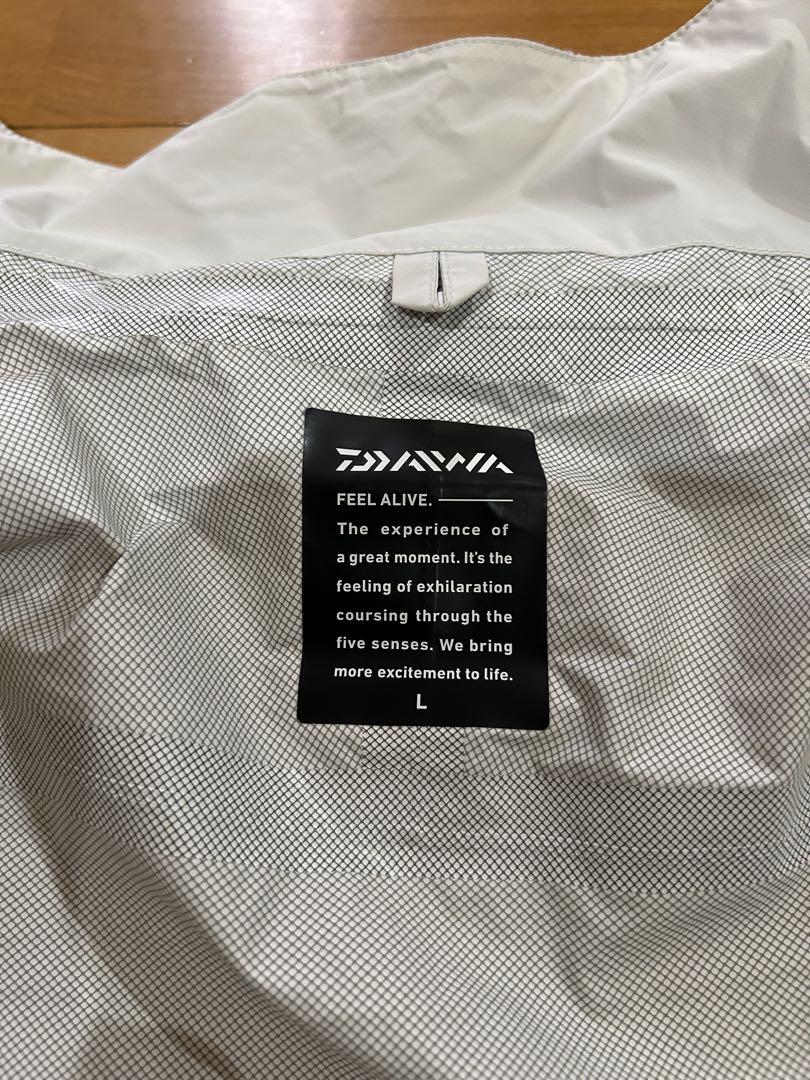 DAIWA
FEEL ALIVE.
The experience of
a great moment. It's the
feeling of exhilaration
coursing through the
five senses. We bring
more excitement to life.
L